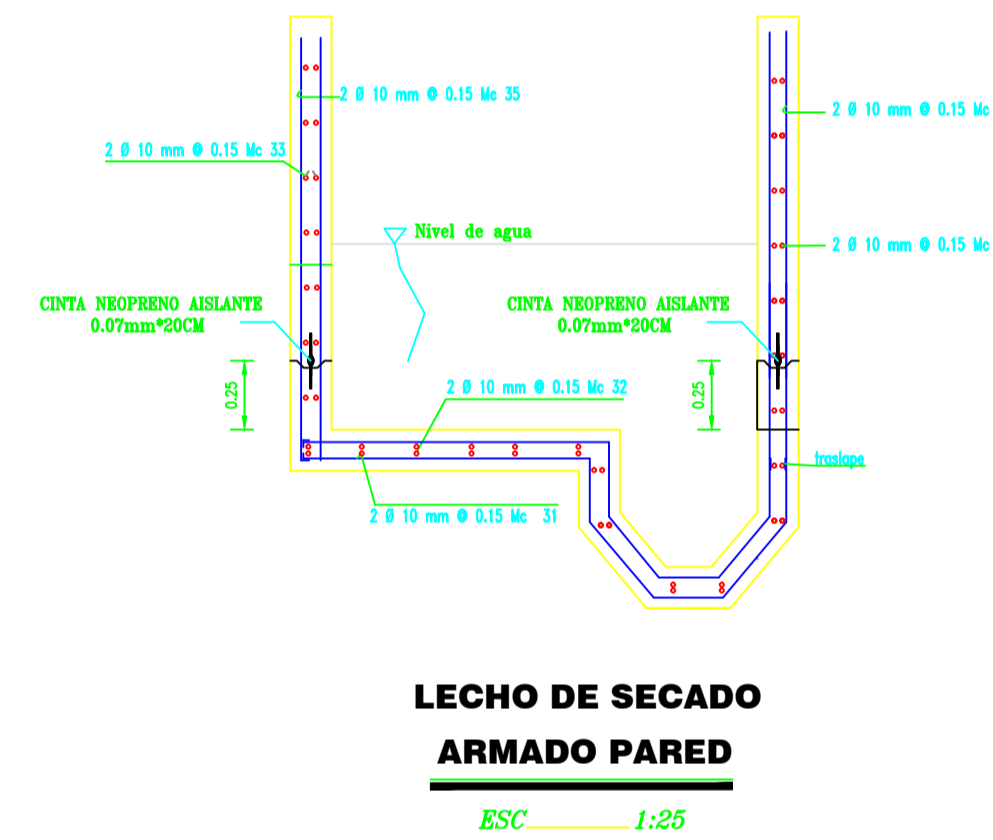 2 Ø 10 mm @ 0.15 Mc 35
2 Ø 10 mm @ 0.15 Mc
2 Ø 10 mm @ 0.15 Mc 33
Nivel de agua
2 Ø 10 mm @ 0.15 Mc
CINTA NEOPRENO AISLANTE
0.07mm*20CM
CINTA NEOPRENO AISLANTE
0.07mm*20CM
0.25
0.25
2 Ø 10 mm @ 0.15 Mc 32
traslape
2 Ø 10 mm @ 0.15 Mc 31
LECHO DE SECADO
ARMADO PARED
ESC________ 1:25